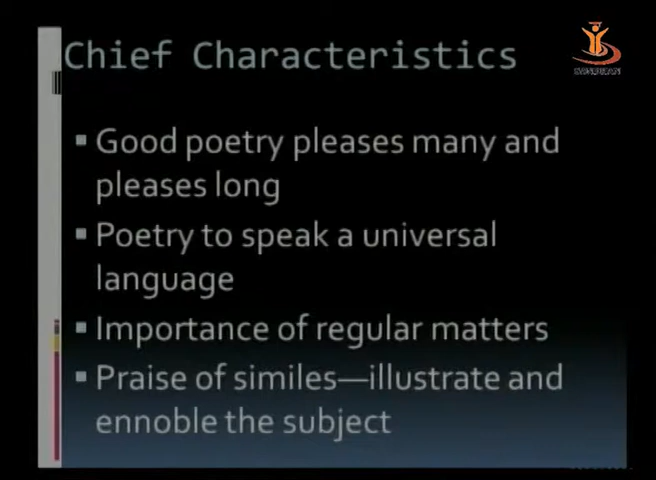 Chief Characteristics
Good poetry pleases many and
pleases long
Poetry to speak a universal
language
Importance of regular matters
Praise of similes—illustrate and
ennoble the subject